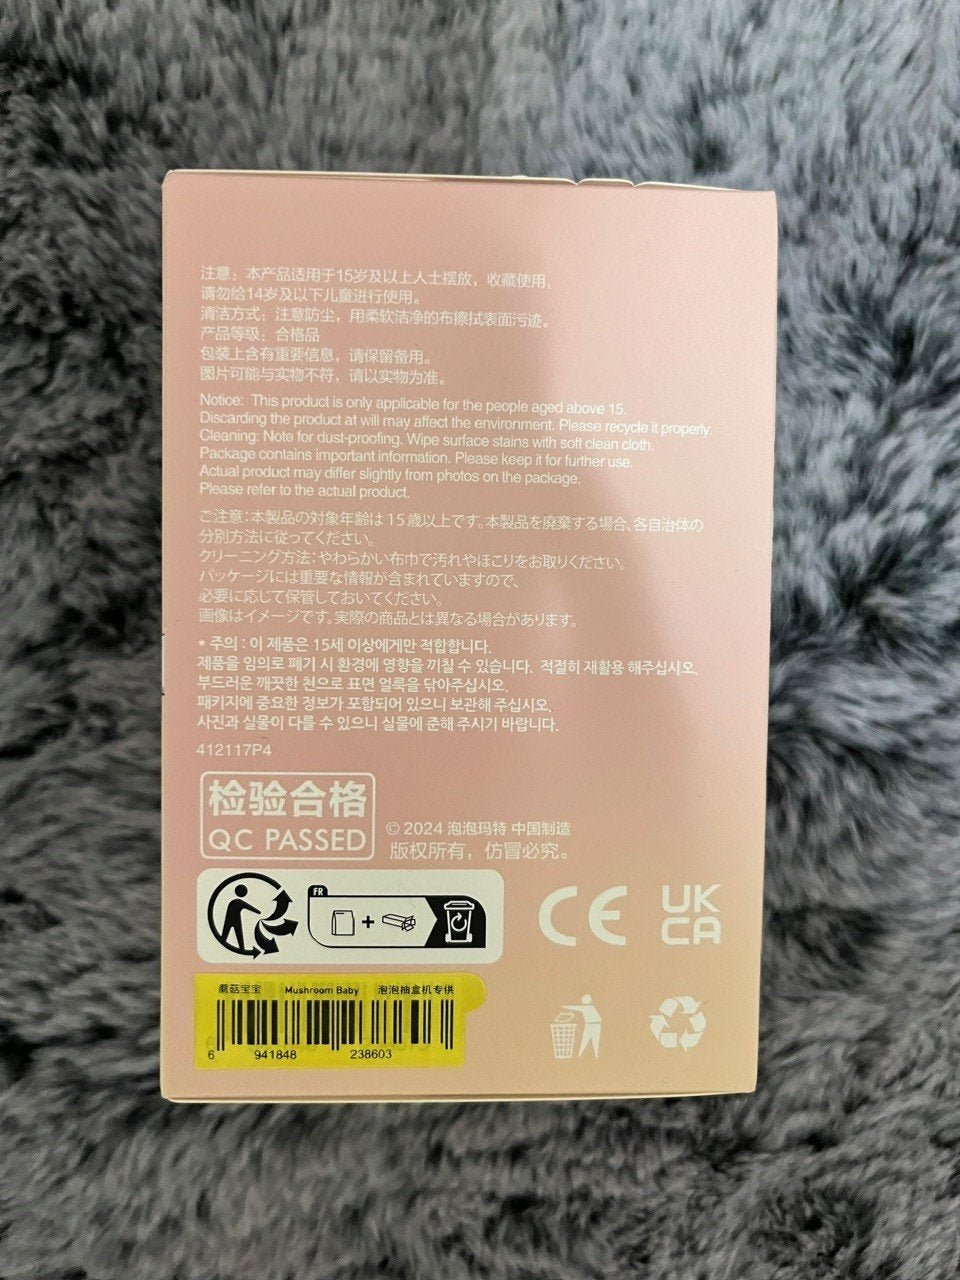 注意：本产品适用于15岁及以上人士摆放，收藏使用，
请勿给14岁及以下儿童进行使用。
清洁方式：注意防尘，用柔软洁净的布擦拭表面污迹。
产品等级：合格品
包装上含有重要信息，请保留备用。
图片可能与实物不符，请以实物为准。
Notice: This product is only applicable for the people aged above 15.
Discarding the product at will may affect the environment. Please recycle it properly.
Cleaning: Note for dust-proofing. Wipe surface stains with soft clean cloth.
Package contains important information. Please keep it for further use.
Actual product may differ slightly from photos on the package.
Please refer to the actual product.
ご注意：本製品の対象年齢は15歳以上です。本製品を廃棄する場合、各自治体の
分別方法に従ってください。
クリーニング方法：やわらかい布巾で汚れやほこりをお取りください。
パッケージには重要な情報が含まれていますので、
必要に応じて保管しておいてください。
画像はイメージです。実際の商品とは異なる場合があります。
* 주의 : 이 제품은 15세 이상에게만 적합합니다.
제품을 임의로 폐기 시 환경에 영향을 끼칠 수 있습니다. 적절히 재활용 해주십시오.
부드러운 깨끗한 천으로 표면 얼룩을 닦아주십시오.
패키지에 중요한 정보가 포함되어 있으니 보관해 주십시오.
사진과 실물이 다를 수 있으니 실물에 준해 주시기 바랍니다.
412117P4
检验合格
QC PASSED
© 2024 泡泡玛特 中国制造
版权所有，仿冒必究。
FR
CE
UK
CA
蘑菇宝宝 Mushroom Baby 泡泡抽盒机专供
6 941848 238603